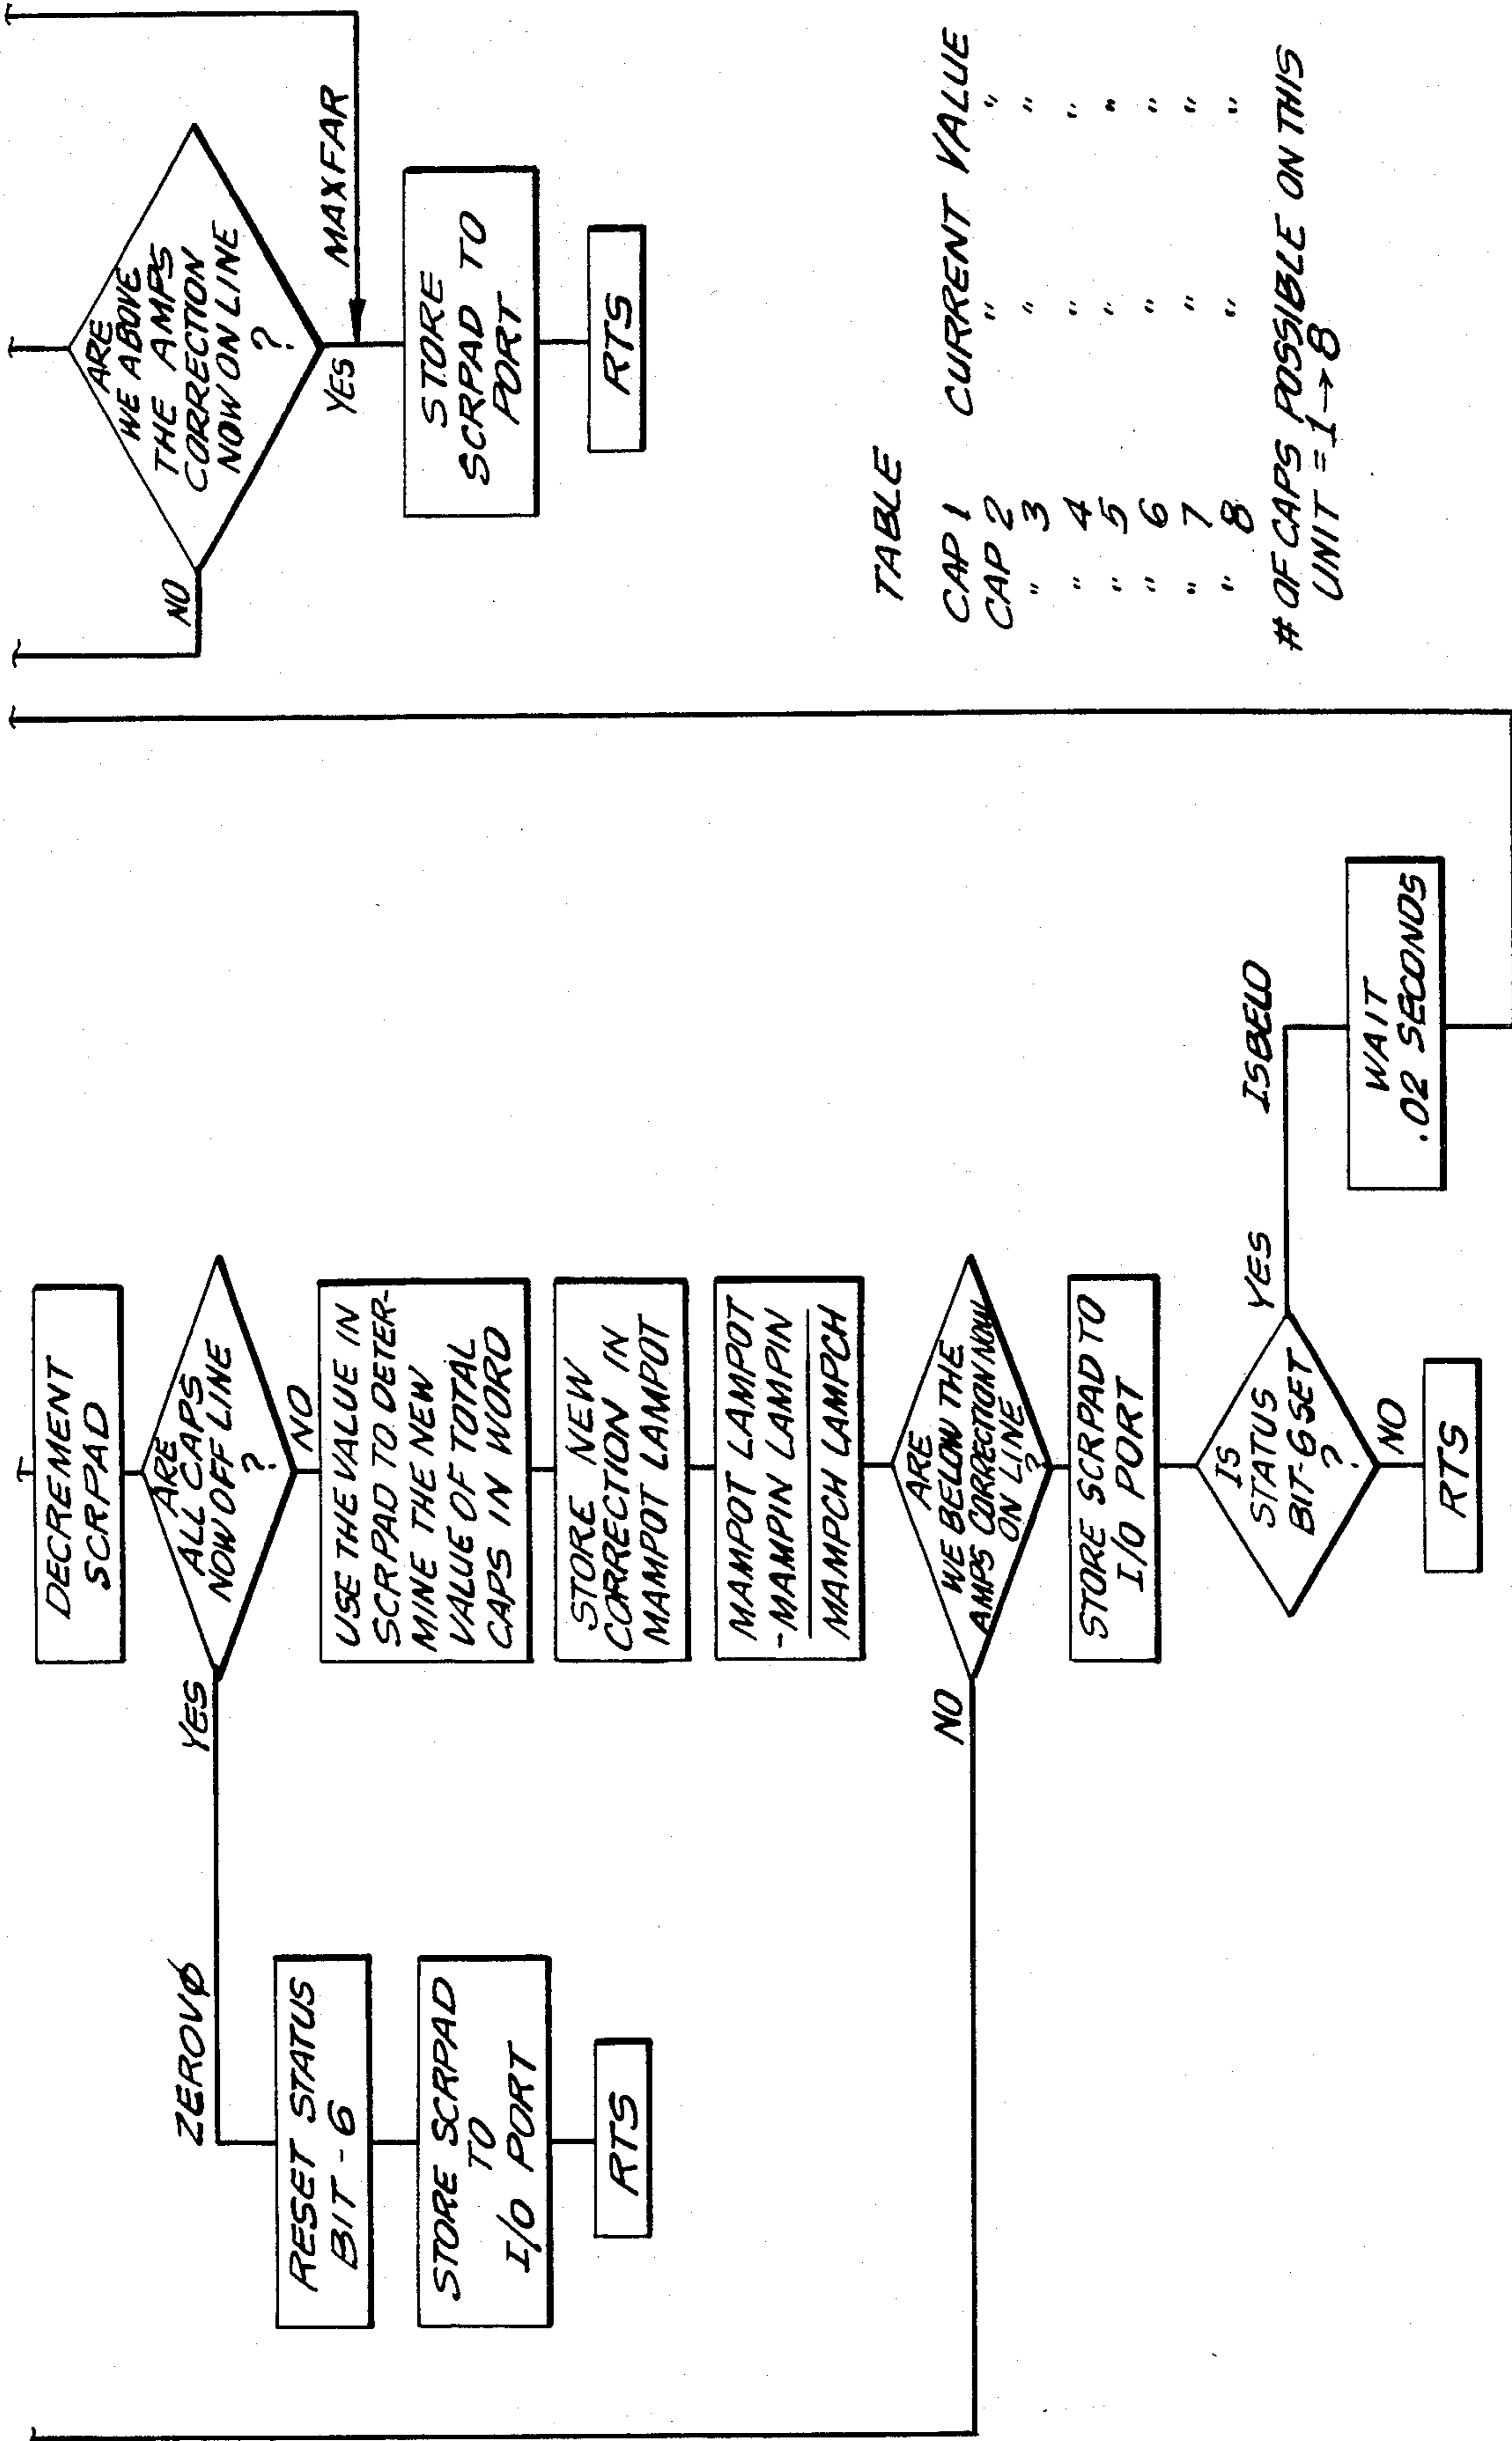 DECREMENT
SCRPAD
ARE
ALL CAPS
NOW OFF LINE
?
YES
NO
ZEROVØ
RESET STATUS
BIT - 6
STORE SCRPAD
TO
I/O PORT
RTS
USE THE VALUE IN
SCRPAD TO DETER-
MINE THE NEW
VALUE OF TOTAL
CAPS IN WORD
STORE NEW
CORRECTION IN
MAMPOT LAMPOT
MAMPOT LAMPOT
-MAMPIN LAMPIN
MAMPCH LAMPCH
ARE
WE BELOW THE
AMPS CORRECTION NOW
ON LINE
?
NO
STORE SCRPAD TO
I/O PORT
IS
STATUS
BIT-6 SET
?
YES
ISBELO
NO
RTS
WAIT
.02 SECONDS
ARE
WE ABOVE
THE AMPS
CORRECTION
NOW ON LINE
?
NO
YES
MAXFAR
STORE
SCRPAD TO
PORT
RTS
TABLE
CAP 1 CURRENT VALUE
CAP 2 " "
" 3 " "
" 4 " "
" 5 " "
" 6 " "
" 7 " "
" 8 " "
# OF CAPS POSSIBLE ON THIS
UNIT = 1→8